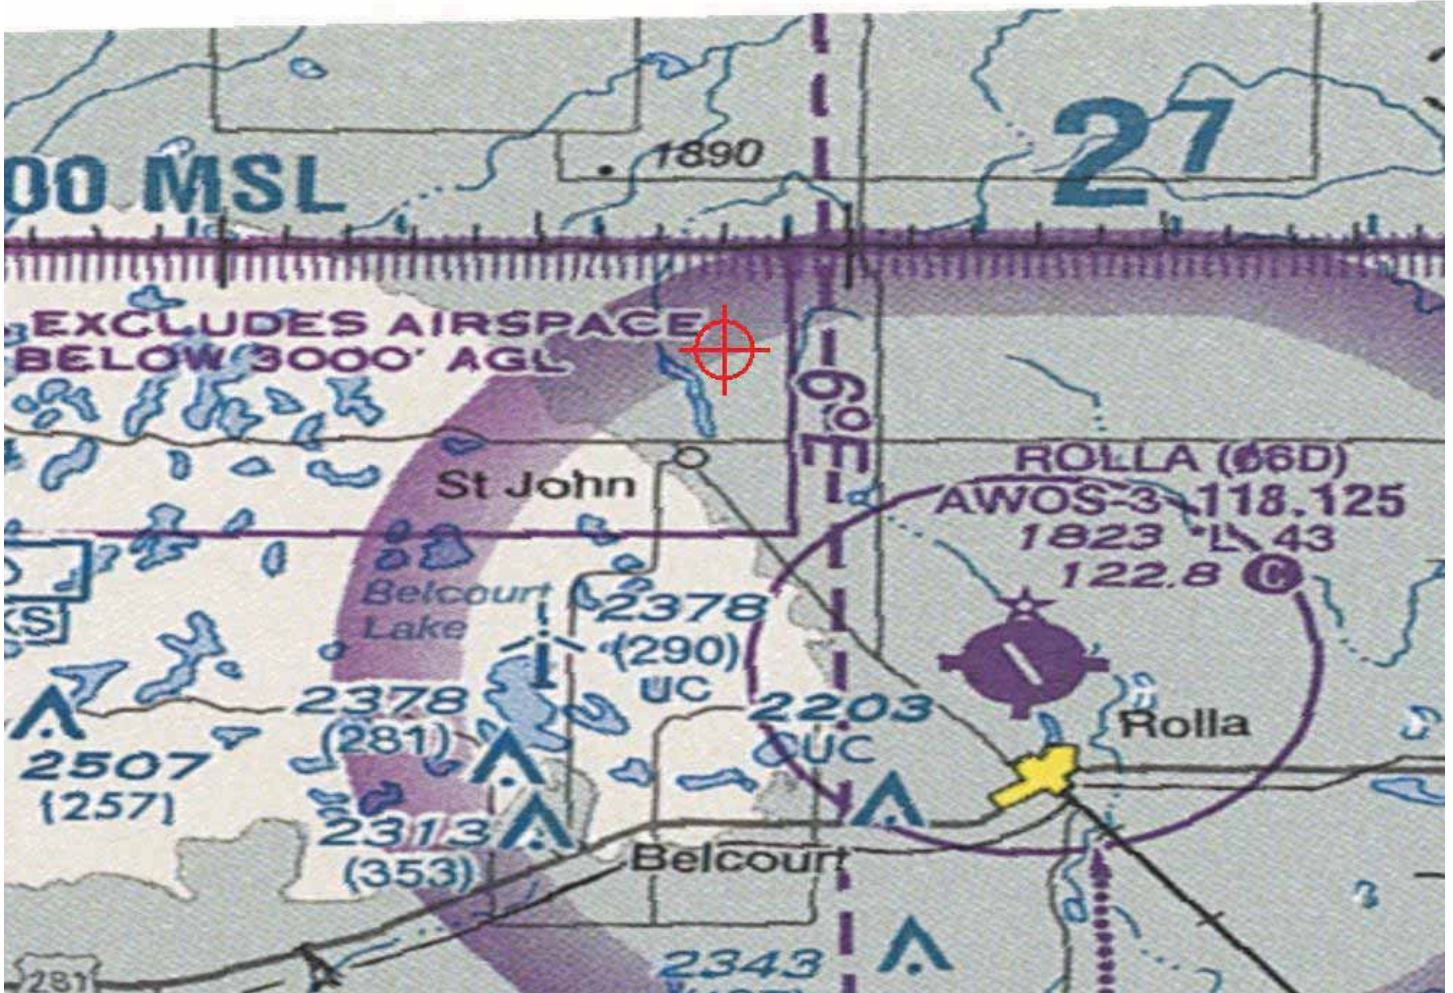 1890
27
00 MSL
EXCLUDES AIRSPACE
BELOW 3000' AGL
6°E
ROLLA (06D)
AWOS-3 118.125
1823 *L 43
122.8 C
St John
Belcourt
Lake
2378
(290)
UC
2378
(281)
2203
UC
Rolla
2507
(257)
2313
(353)
Belcourt
2343
281
3